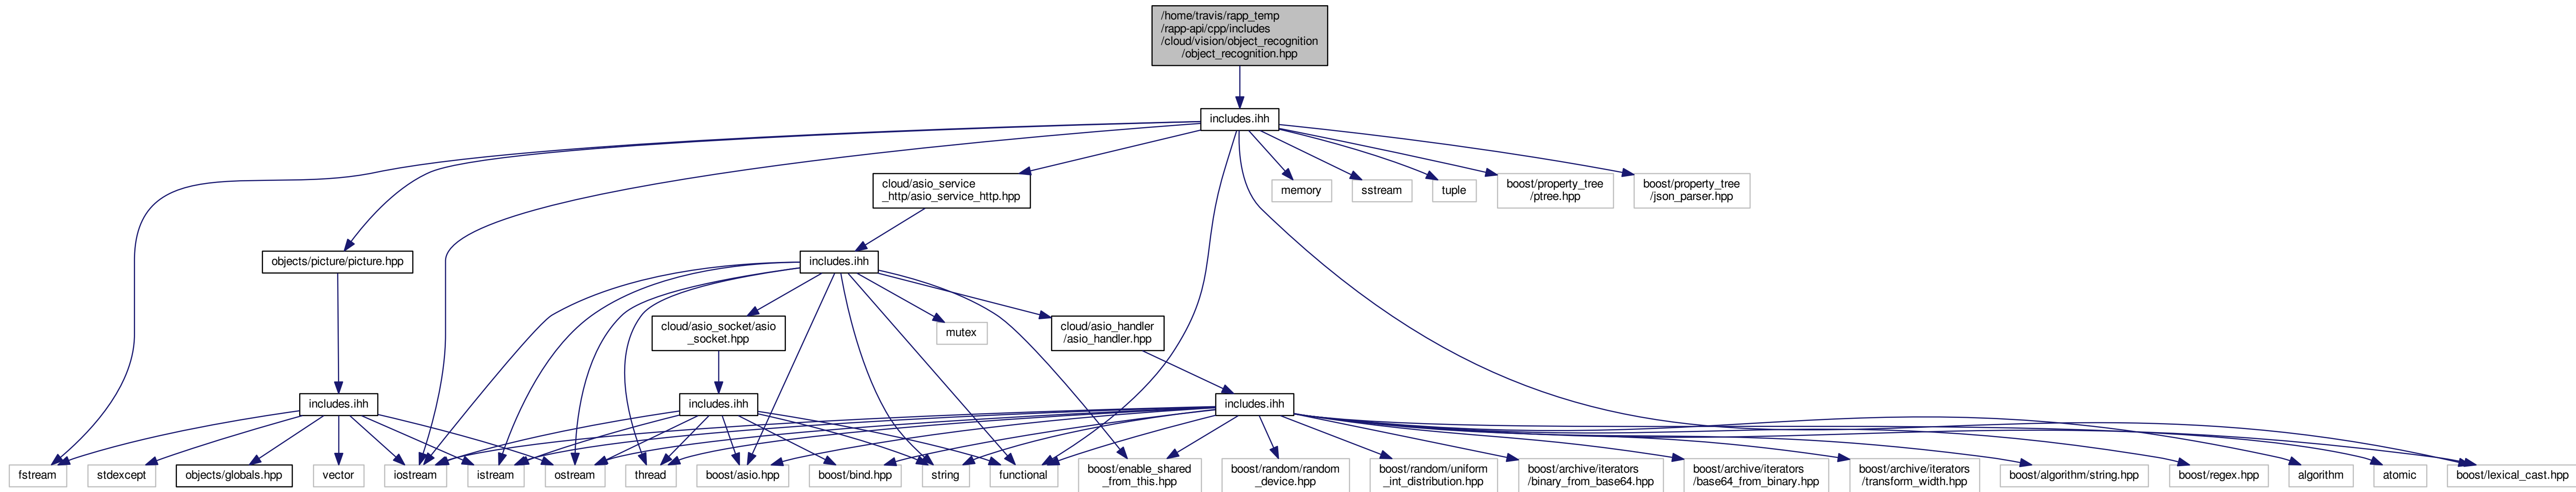 /home/travis/rapp_temp
/rapp-api/cpp/includes
/cloud/vision/object_recognition
/object_recognition.hpp
includes.ihh
cloud/asio_service
_http/asio_service_http.hpp
memory
sstream
tuple
boost/property_tree
/ptree.hpp
boost/property_tree
/json_parser.hpp
objects/picture/picture.hpp
includes.ihh
cloud/asio_socket/asio
_socket.hpp
mutex
cloud/asio_handler
/asio_handler.hpp
includes.ihh
includes.ihh
includes.ihh
fstream
stdexcept
objects/globals.hpp
vector
iostream
istream
ostream
thread
boost/asio.hpp
boost/bind.hpp
string
functional
boost/enable_shared
_from_this.hpp
boost/random/random
_device.hpp
boost/random/uniform
_int_distribution.hpp
boost/archive/iterators
/binary_from_base64.hpp
boost/archive/iterators
/base64_from_binary.hpp
boost/archive/iterators
/transform_width.hpp
boost/algorithm/string.hpp
boost/regex.hpp
algorithm
atomic
boost/lexical_cast.hpp